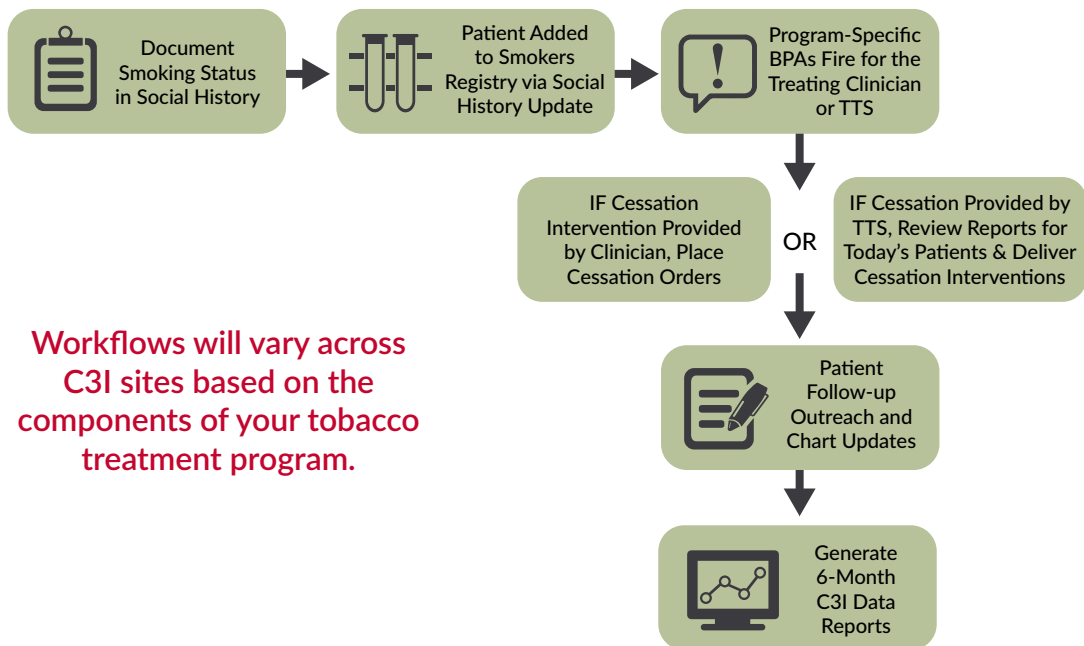 Document
Smoking Status
in Social History
Patient Added
to Smokers
Registry via Social
History Update
Program-Specific
BPAs Fire for the
Treating Clinician
or TTS
IF Cessation
Intervention Provided
by Clinician, Place
Cessation Orders
OR
IF Cessation Provided by
TTS, Review Reports for
Today's Patients & Deliver
Cessation Interventions
Workflows will vary across
C3I sites based on the
components of your tobacco
treatment program.
Patient
Follow-up
Outreach and
Chart Updates
Generate
6-Month
C3I Data
Reports